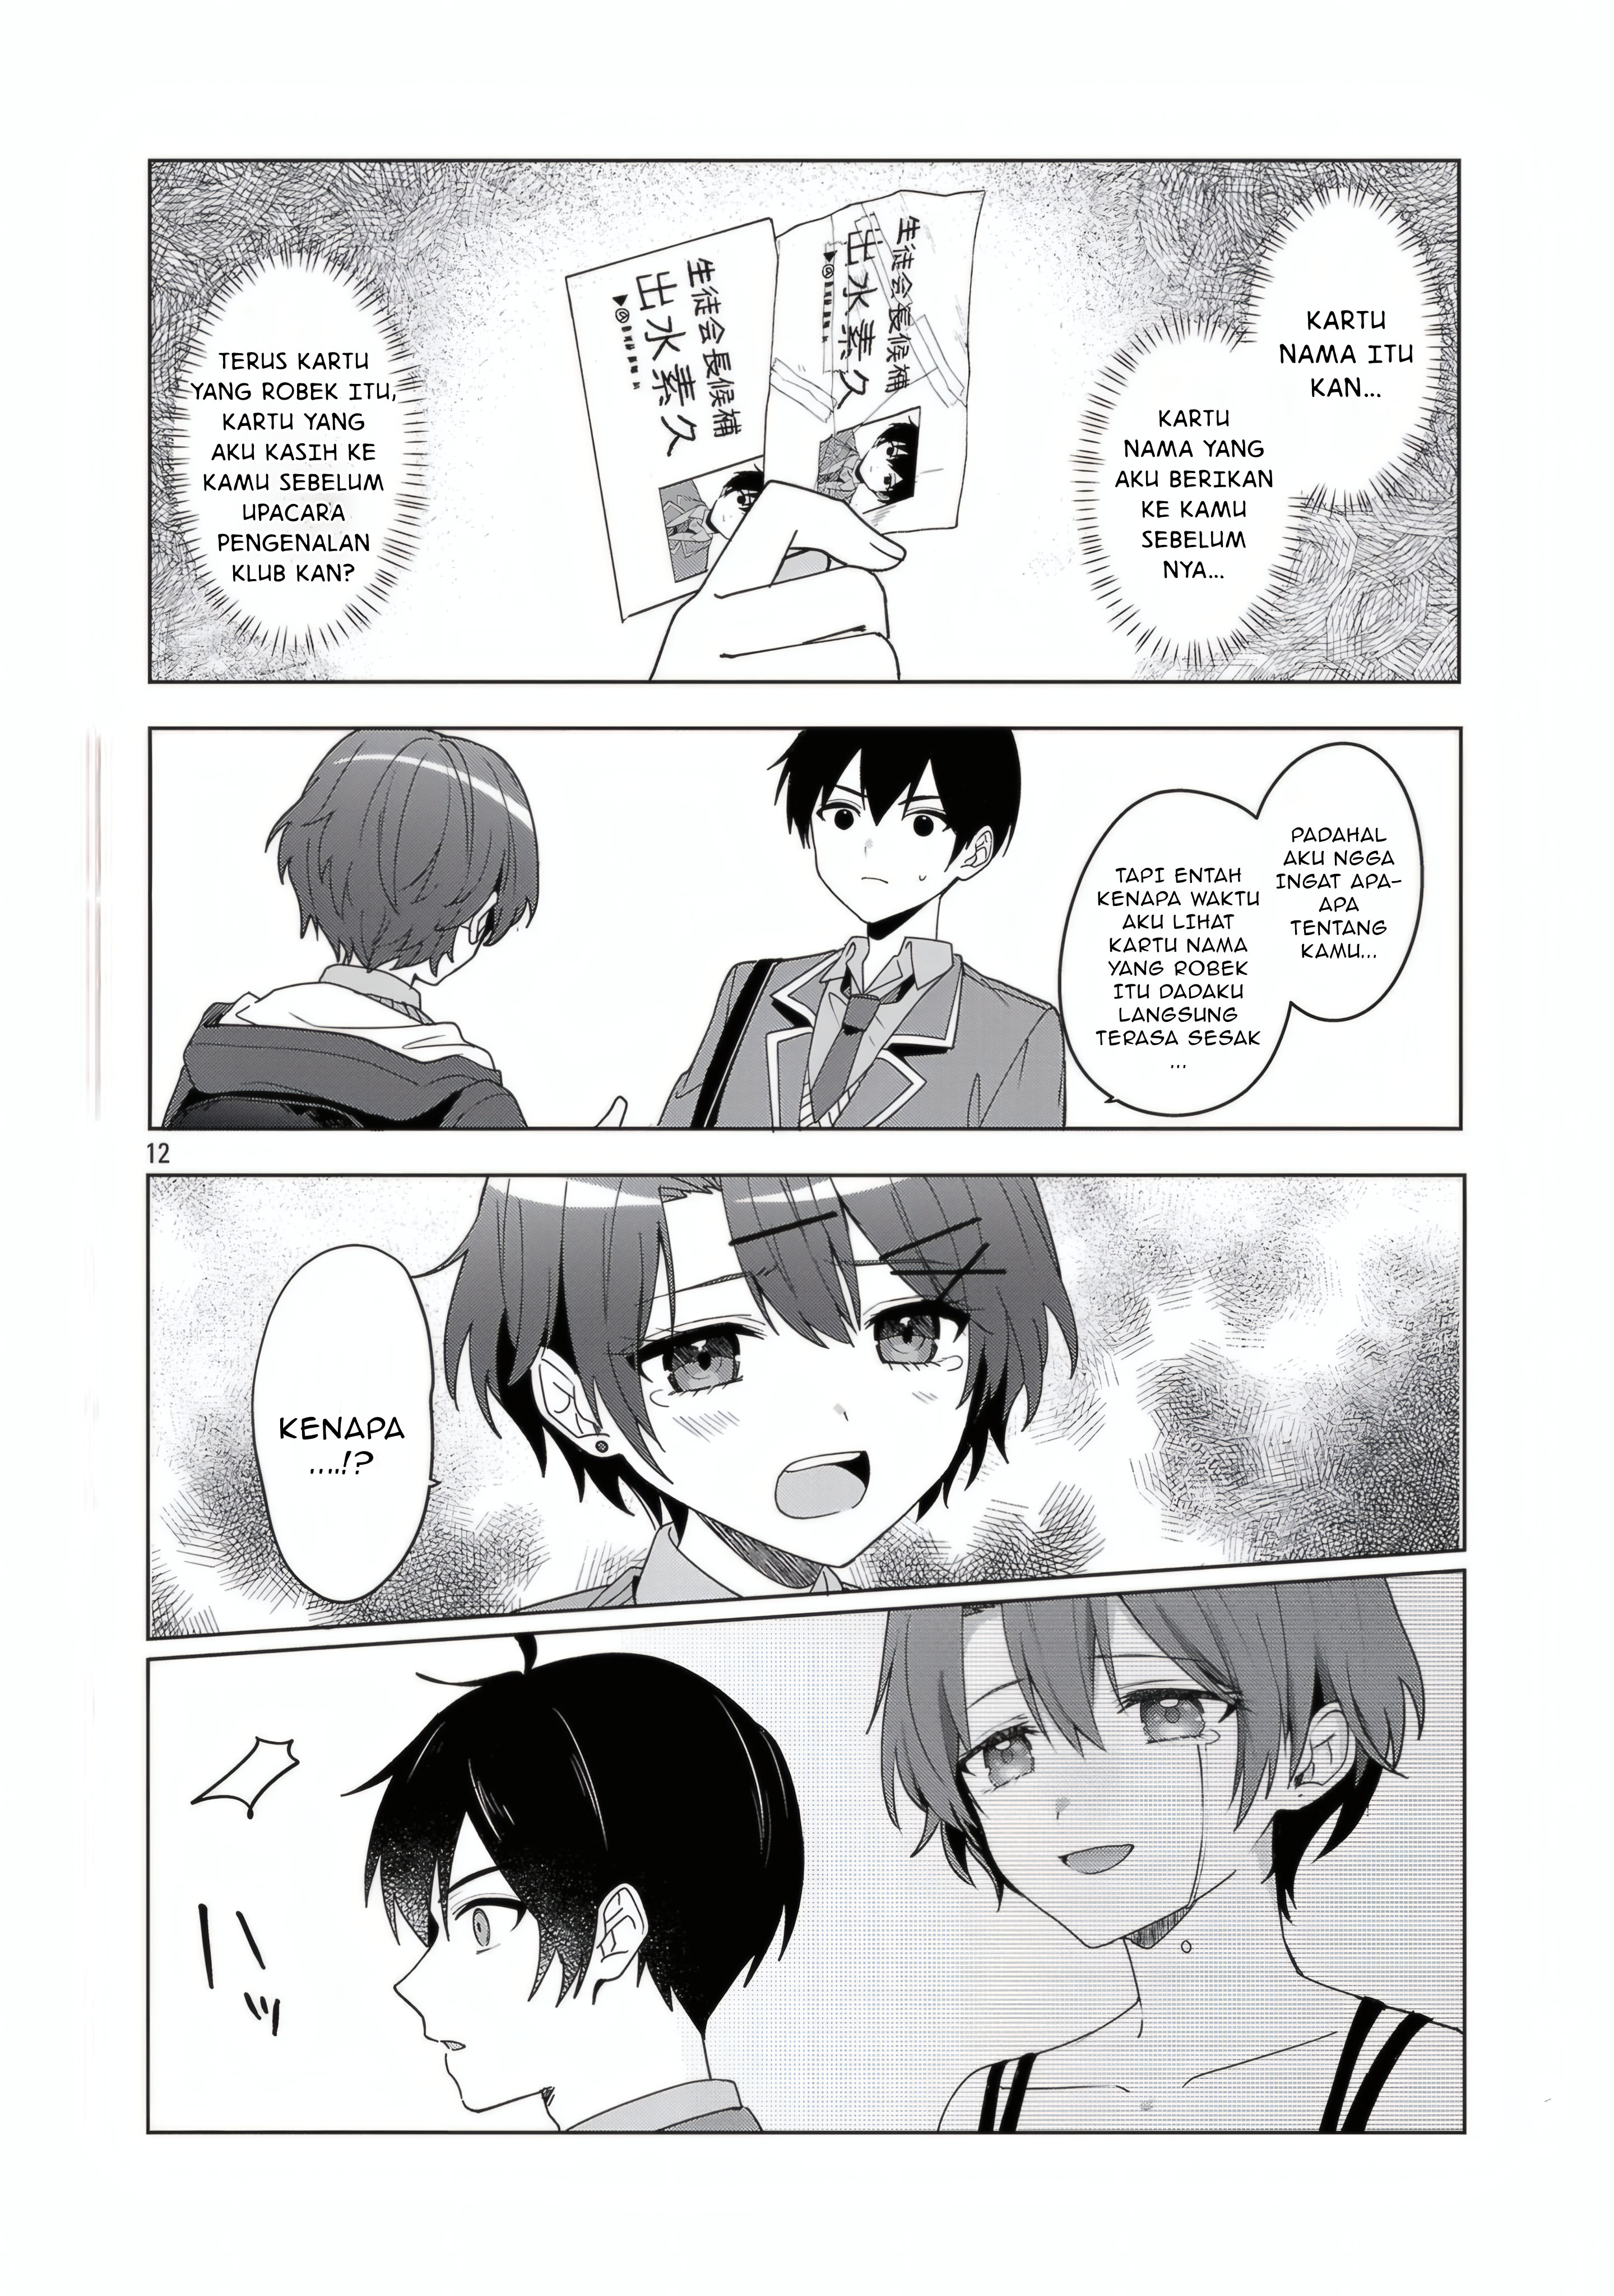 KARTU
NAMA ITU
KAN...
KARTU
NAMA YANG
AKU BERIKAN
KE KAMU
SEBELUM
NYA...
生徒会長候補
出水素久
生徒会長候補
出水素久
TERUS KARTU
YANG ROBEK ITU,
KARTU YANG
AKU KASIH KE
KAMU SEBELUM
UPACARA
PENGENALAN
KLUB KAN?
PADAHAL
AKU NGGA
INGAT APA-
APA
TENTANG
KAMU...
TAPI ENTAH
KENAPA WAKTU
AKU LIHAT
KARTU NAMA
YANG ROBEK
ITU DADAKU
LANGSUNG
TERASA SESAK
...
12
KENAPA
....!?
ハッ